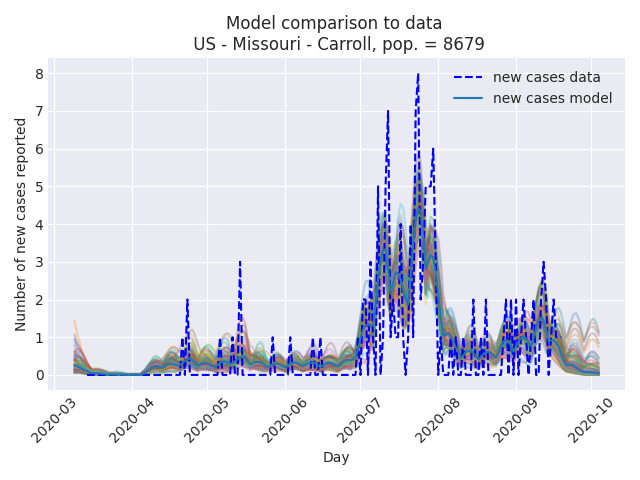 Model comparison to data
US - Missouri - Carroll, pop. = 8679
new cases data
new cases model
Number of new cases reported
8
7
6
5
4
3
2
1
0
2020-03
2020-04
2020-05
2020-06
2020-07
2020-08
2020-09
2020-10
Day